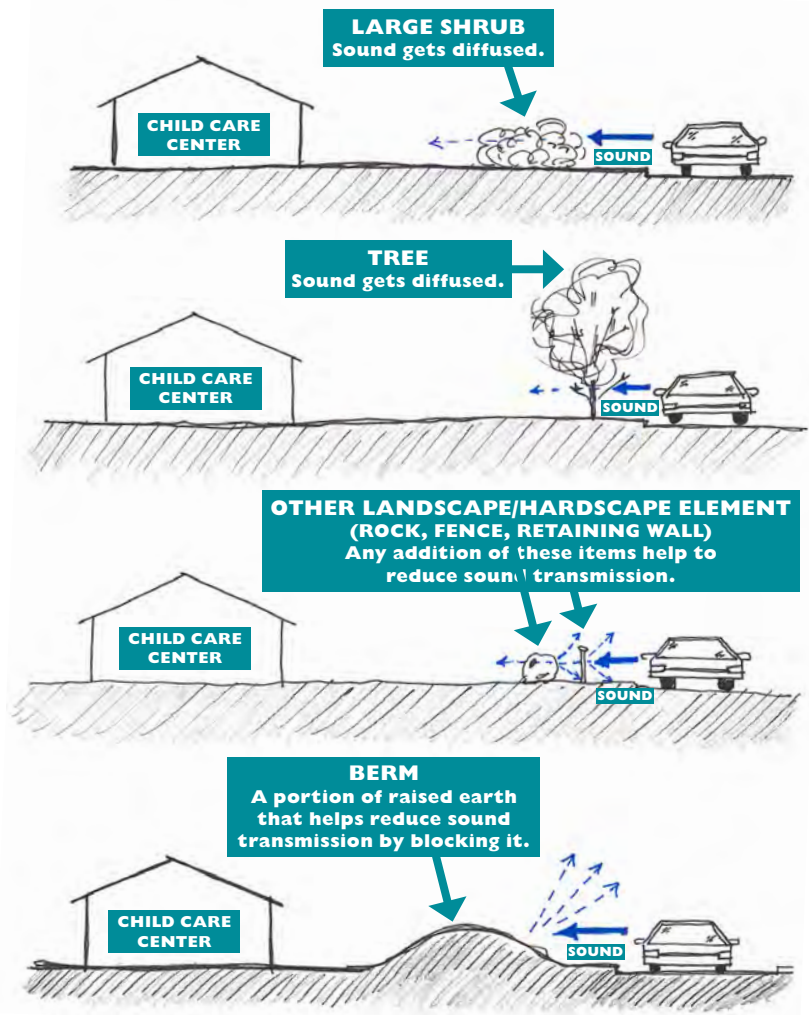 LARGE SHRUB
Sound gets diffused.
CHILD CARE
CENTER
SOUND
TREE
Sound gets diffused.
CHILD CARE
CENTER
SOUND
OTHER LANDSCAPE/HARDSCAPE ELEMENT
(ROCK, FENCE, RETAINING WALL)
Any addition of these items help to
reduce sound transmission.
CHILD CARE
CENTER
SOUND
BERM
A portion of raised earth
that helps reduce sound
transmission by blocking it.
CHILD CARE
CENTER
SOUND